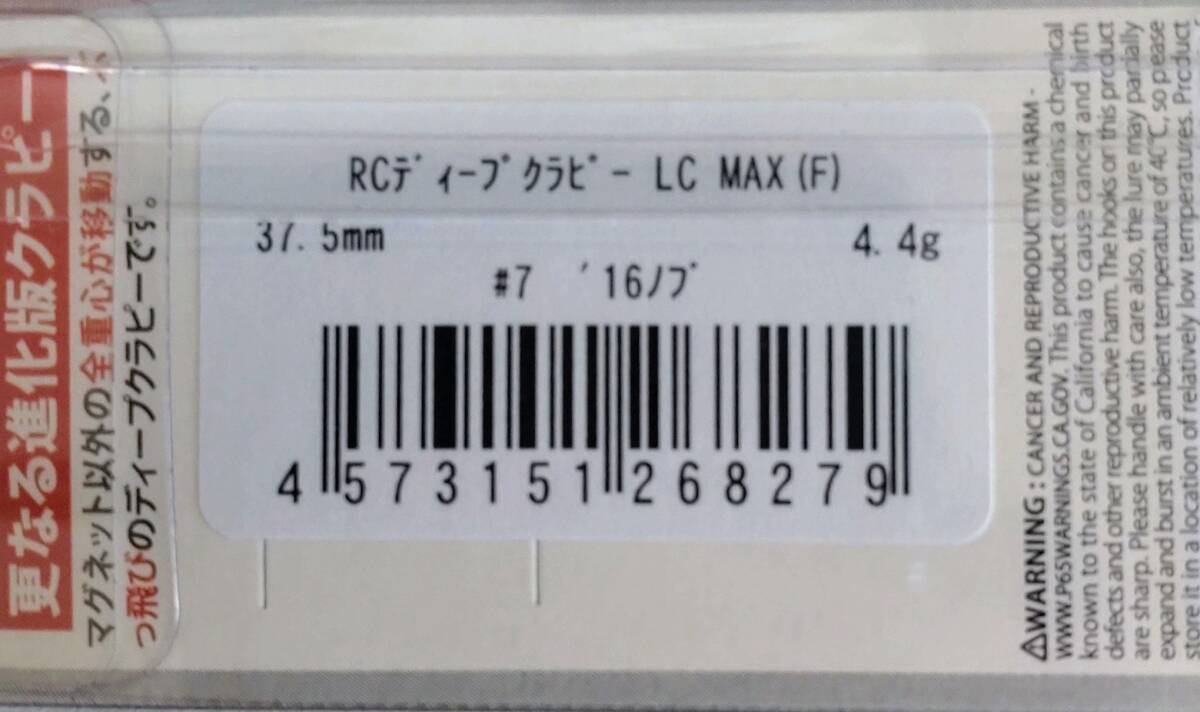 更なる進化版クラピー
マグネット以外の全重心が移動する、
っ飛びのディープクラピーです。
RCﾃﾞｨｰﾌﾟｸﾗﾋﾟｰ LC MAX(F)
37.5mm 4.4g
#7 '16ﾉﾌﾞ
4 573151 268279
⚠WARNING : CANCER AND REPRODUCTIVE HARM -
WWW.P65WARNINGS.CA.GOV. This product contains a chemical
known to the state of California to cause cancer and birth
defects and other reproductive harm. The hooks or this product
are sharp. Please handle with care also, the lure may partially
expand and burst in an ambient temperature of 40℃, so please
store it in a location of relatively low temperatures. Product